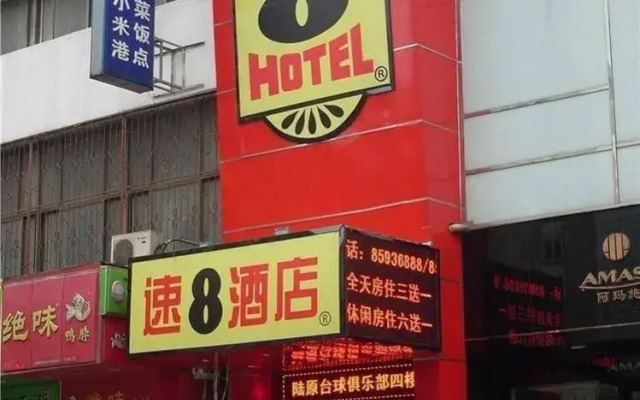 菜饭点
小米港
8
HOTEL®
速8酒店®
话：85936888/8
全天房住三送一
休闲房住六送一
陆原台球俱乐部四楼
绝味
鸭脖
AMAS
阿玛